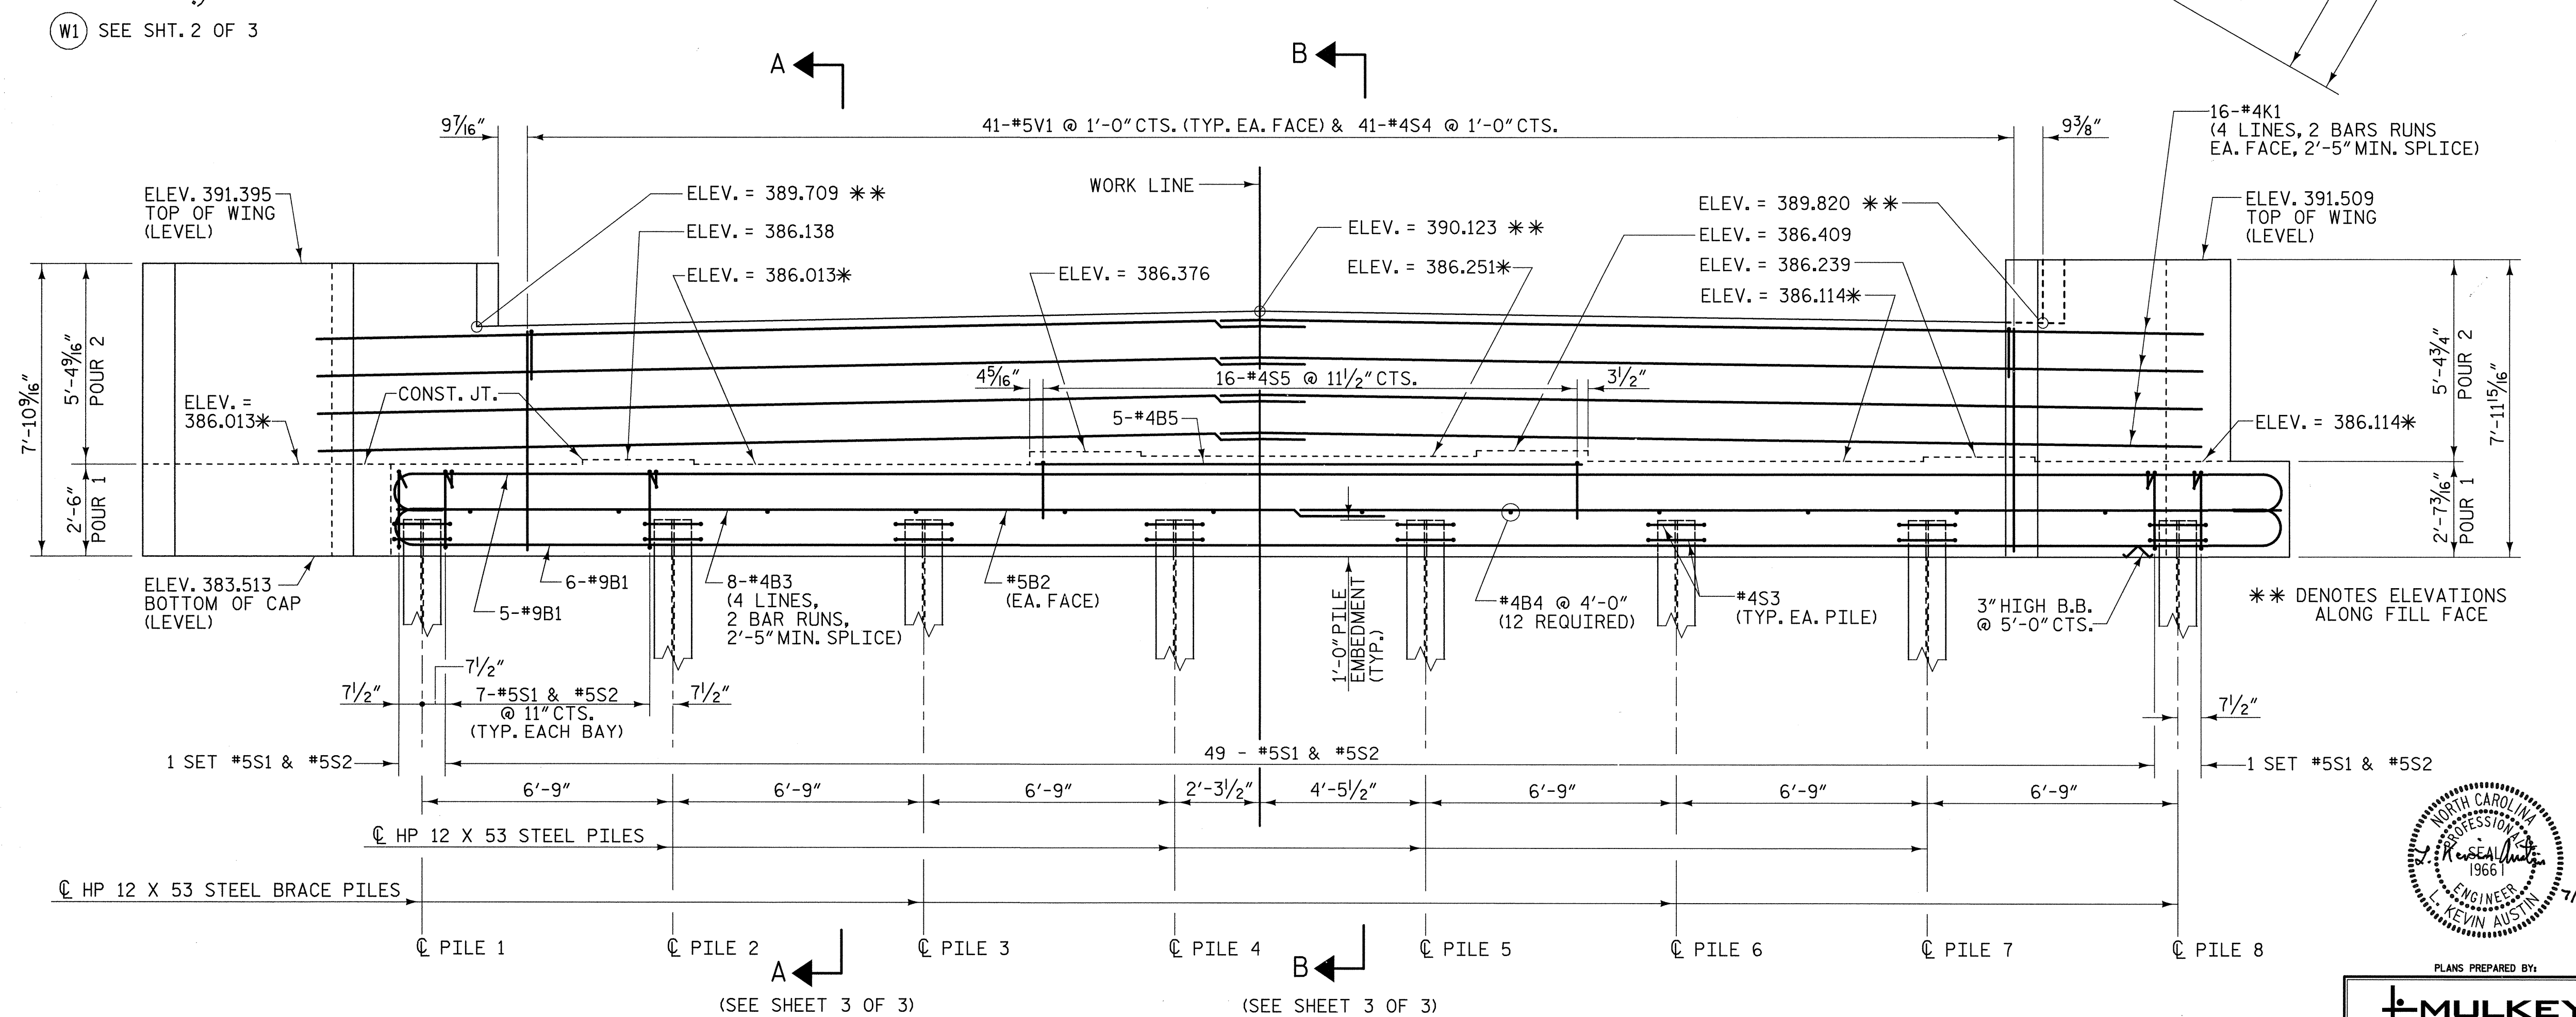 W1 SEE SHT. 2 OF 3
A
B
9 7/16"
41-#5V1 @ 1'-0" CTS. (TYP. EA. FACE) & 41-#4S4 @ 1'-0" CTS.
9 3/8"
16-#4K1
(4 LINES, 2 BARS RUNS
EA. FACE, 2'-5" MIN. SPLICE)
ELEV. 391.395
TOP OF WING
(LEVEL)
ELEV. = 389.709 **
ELEV. = 386.138
ELEV. = 386.013*
WORK LINE
ELEV. = 386.376
ELEV. = 390.123 **
ELEV. = 386.251*
ELEV. = 389.820 **
ELEV. = 386.409
ELEV. = 386.239
ELEV. = 386.114*
ELEV. 391.509
TOP OF WING
(LEVEL)
7'-10 9/16"
5'-4 9/16"
POUR 2
2'-6"
POUR 1
ELEV. =
386.013*
CONST. JT.
4 5/16"
16-#4S5 @ 11 1/2" CTS.
3 1/2"
5-#4B5
5'-4 3/4"
POUR 2
7'-11 15/16"
2'-7 3/16"
POUR 1
ELEV. = 386.114*
ELEV. 383.513
BOTTOM OF CAP
(LEVEL)
6-#9B1
5-#9B1
8-#4B3
(4 LINES,
2 BAR RUNS,
2'-5" MIN. SPLICE)
#5B2
(EA. FACE)
1'-0" PILE
EMBEDMENT
(TYP.)
#4B4 @ 4'-0"
(12 REQUIRED)
#4S3
(TYP. EA. PILE)
3" HIGH B.B.
@ 5'-0" CTS.
** DENOTES ELEVATIONS
ALONG FILL FACE
7 1/2"
7 1/2"
7-#5S1 & #5S2
@ 11" CTS.
(TYP. EACH BAY)
7 1/2"
7 1/2"
1 SET #5S1 & #5S2
49 - #5S1 & #5S2
1 SET #5S1 & #5S2
6'-9"
6'-9"
6'-9"
2'-3 1/2"
4'-5 1/2"
6'-9"
6'-9"
6'-9"
℄ HP 12 X 53 STEEL PILES
℄ HP 12 X 53 STEEL BRACE PILES
℄ PILE 1
℄ PILE 2
℄ PILE 3
℄ PILE 4
℄ PILE 5
℄ PILE 6
℄ PILE 7
℄ PILE 8
A
(SEE SHEET 3 OF 3)
B
(SEE SHEET 3 OF 3)
NORTH CAROLINA
PROFESSIONAL
SEAL
19661
ENGINEER
L. KEVIN AUSTIN
L. Kevin Austin
7/
PLANS PREPARED BY:
MULKEY